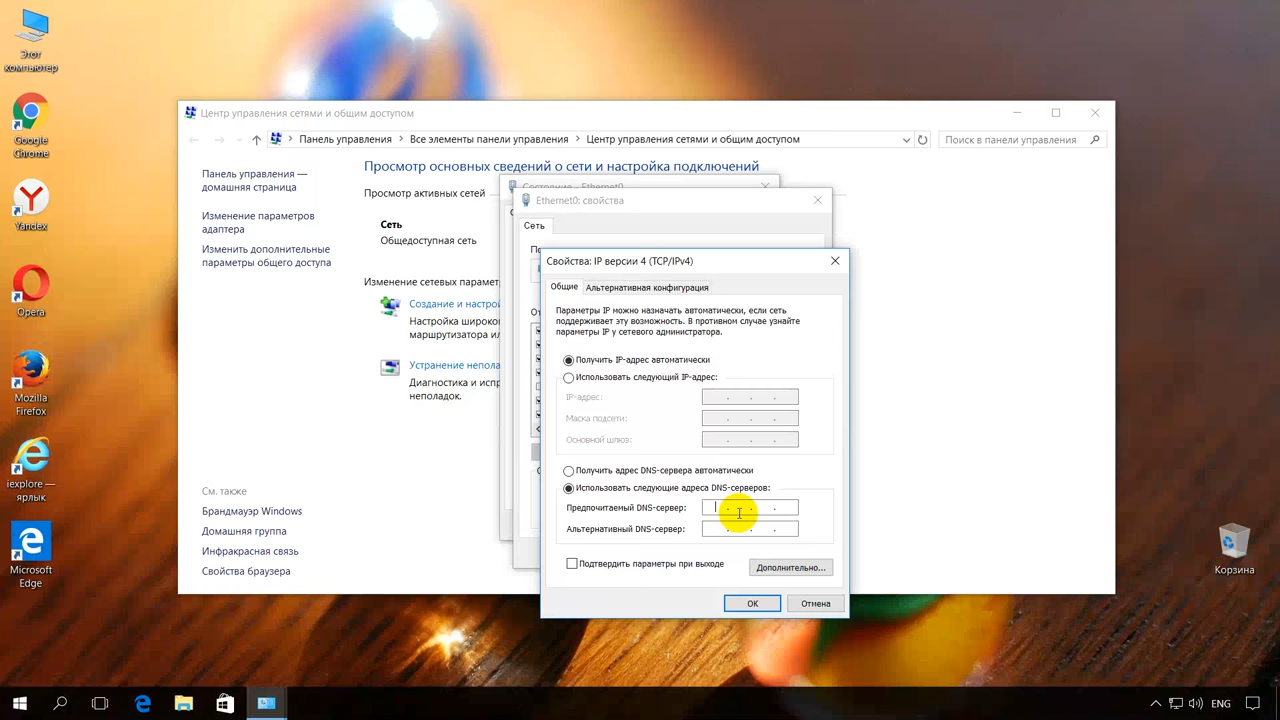 Этот
компьютер
Google
Chrome
Yandex
Opera
Mozilla
Firefox
iexplore —
ярлык
Microsoft
Edge
Корзина
Центр управления сетями и общим доступом
Панель управления
Все элементы панели управления
Центр управления сетями и общим доступом
Поиск в панели управления
Панель управления —
домашняя страница
Изменение параметров
адаптера
Изменить дополнительные
параметры общего доступа
См. также
Брандмауэр Windows
Домашняя группа
Инфракрасная связь
Свойства браузера
Просмотр основных сведений о сети и настройка подключений
Просмотр активных сетей
Сеть
Общедоступная сеть
Изменение сетевых парамет
Создание и настрой
Настройка широко
маршрутизатора ил
Устранение непола
Диагностика и исп
неполадок.
Состояние - Ethernet0
Ethernet0: свойства
Сеть
Свойства: IP версии 4 (TCP/IPv4)
Общие
Альтернативная конфигурация
Параметры IP можно назначать автоматически, если сеть
поддерживает эту возможность. В противном случае узнайте
параметры IP у сетевого администратора.
Получить IP-адрес автоматически
Использовать следующий IP-адрес:
IP-адрес:
Маска подсети:
Основной шлюз:
Получить адрес DNS-сервера автоматически
Использовать следующие адреса DNS-серверов:
Предпочитаемый DNS-сервер:
Альтернативный DNS-сервер:
Подтвердить параметры при выходе
Дополнительно...
OK
Отмена
ENG